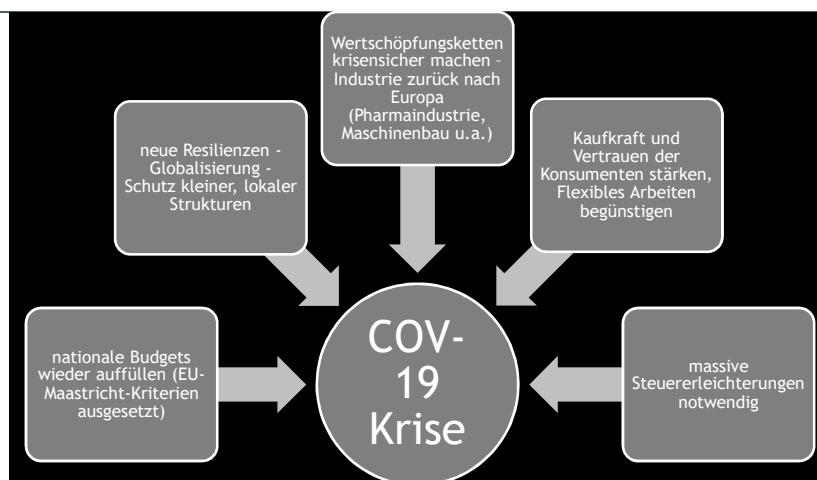 Wertschöpfungsketten
krisensicher machen –
Industrie zurück nach
Europa
(Pharmaindustrie,
Maschinenbau u.a.)
neue Resilienzen -
Globalisierung -
Schutz kleiner, lokaler
Strukturen
Kaufkraft und
Vertrauen der
Konsumenten stärken,
Flexibles Arbeiten
begünstigen
nationale Budgets
wieder auffüllen (EU-
Maastricht-Kriterien
ausgesetzt)
COV-
19
Krise
massive
Steuererleichterungen
notwendig